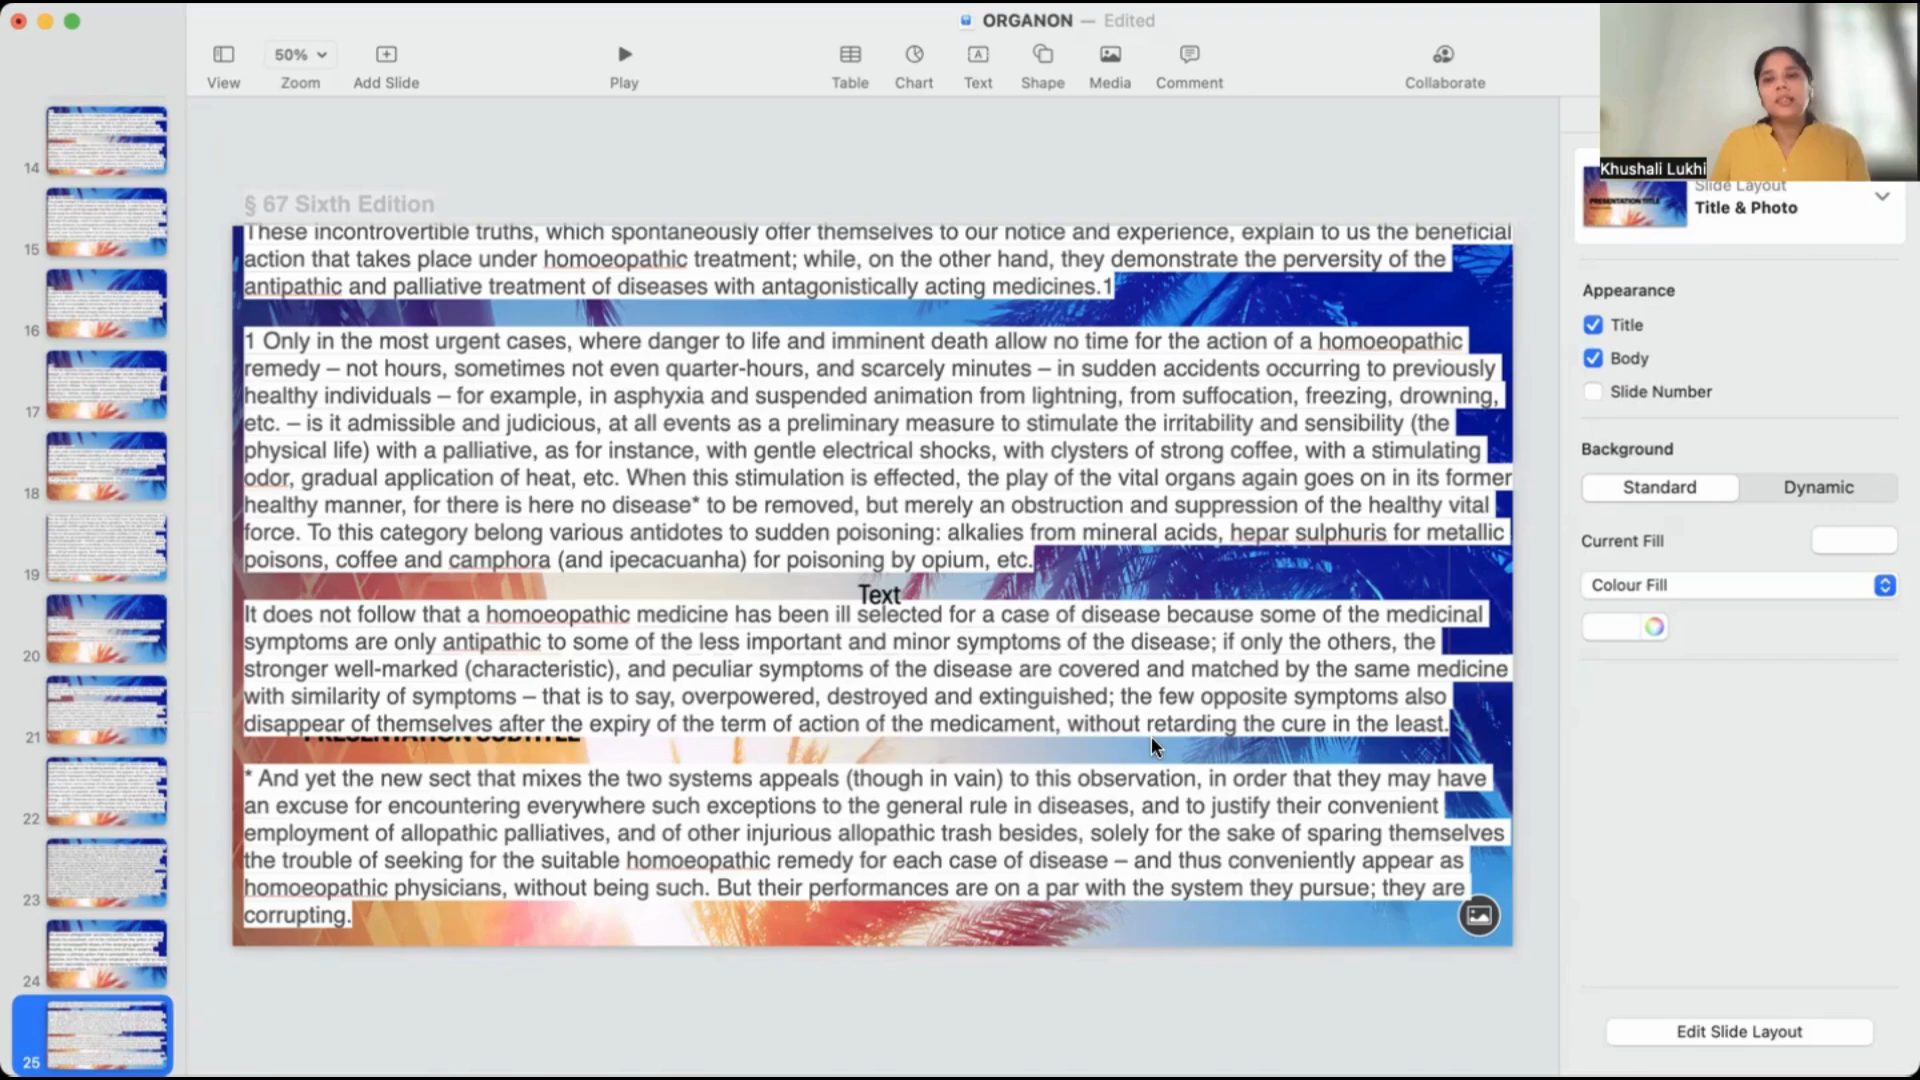 ORGANON — Edited
View
50%
Zoom
Add Slide
Play
Table
Chart
Text
Shape
Media
Comment
Collaborate
Khushali Lukhi
Slide Layout
Title & Photo
PRESENTATION TITLE
Appearance
Title
Body
Slide Number
Background
Standard
Dynamic
Current Fill
Colour Fill
Edit Slide Layout
14
15
16
17
18
19
20
21
22
23
24
25
§ 67 Sixth Edition
These incontrovertible truths, which spontaneously offer themselves to our notice and experience, explain to us the beneficial
action that takes place under homoeopathic treatment; while, on the other hand, they demonstrate the perversity of the
antipathic and palliative treatment of diseases with antagonistically acting medicines.1
1 Only in the most urgent cases, where danger to life and imminent death allow no time for the action of a homoeopathic
remedy – not hours, sometimes not even quarter-hours, and scarcely minutes – in sudden accidents occurring to previously
healthy individuals – for example, in asphyxia and suspended animation from lightning, from suffocation, freezing, drowning,
etc. – is it admissible and judicious, at all events as a preliminary measure to stimulate the irritability and sensibility (the
physical life) with a palliative, as for instance, with gentle electrical shocks, with clysters of strong coffee, with a stimulating
odor, gradual application of heat, etc. When this stimulation is effected, the play of the vital organs again goes on in its former
healthy manner, for there is here no disease* to be removed, but merely an obstruction and suppression of the healthy vital
force. To this category belong various antidotes to sudden poisoning: alkalies from mineral acids, hepar sulphuris for metallic
poisons, coffee and camphora (and ipecacuanha) for poisoning by opium, etc.
Text
It does not follow that a homoeopathic medicine has been ill selected for a case of disease because some of the medicinal
symptoms are only antipathic to some of the less important and minor symptoms of the disease; if only the others, the
stronger well-marked (characteristic), and peculiar symptoms of the disease are covered and matched by the same medicine
with similarity of symptoms – that is to say, overpowered, destroyed and extinguished; the few opposite symptoms also
disappear of themselves after the expiry of the term of action of the medicament, without retarding the cure in the least.
PRESENTATION SUBTITLE
* And yet the new sect that mixes the two systems appeals (though in vain) to this observation, in order that they may have
an excuse for encountering everywhere such exceptions to the general rule in diseases, and to justify their convenient
employment of allopathic palliatives, and of other injurious allopathic trash besides, solely for the sake of sparing themselves
the trouble of seeking for the suitable homoeopathic remedy for each case of disease – and thus conveniently appear as
homoeopathic physicians, without being such. But their performances are on a par with the system they pursue; they are
corrupting.